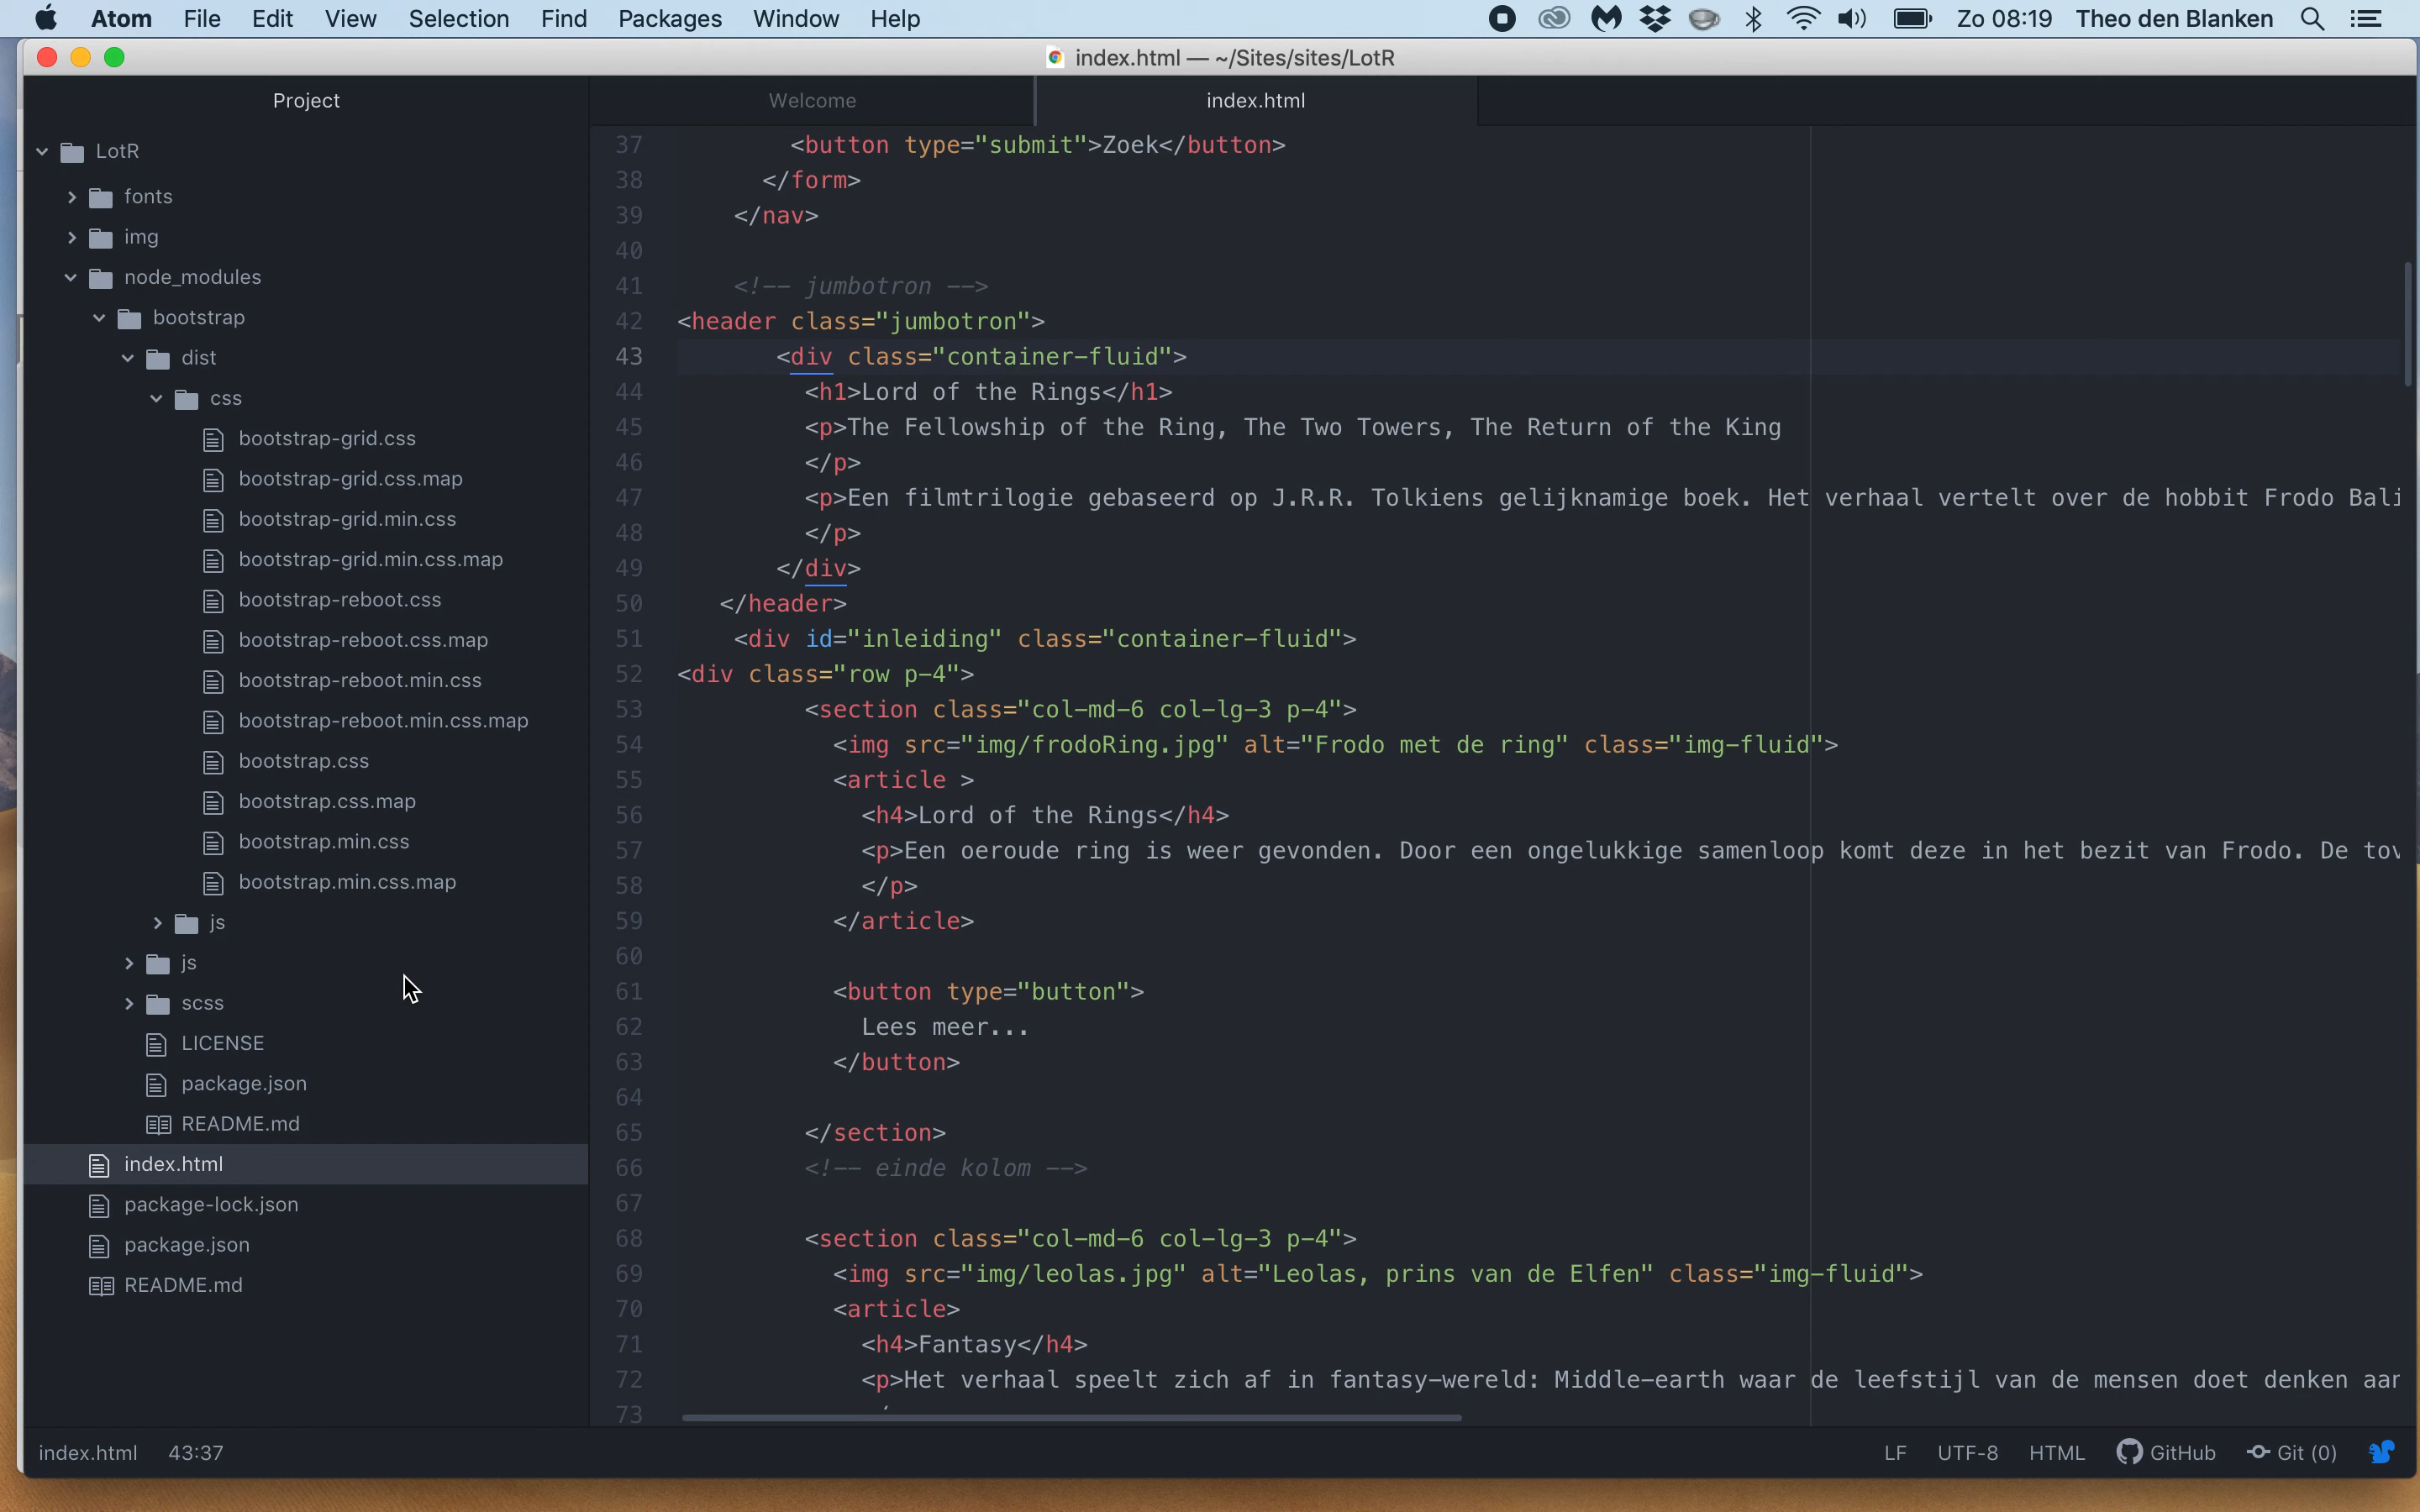 Atom File Edit View Selection Find Packages Window Help Zo 08:19 Theo den Blanken
index.html — ~/Sites/sites/LotR
Project
Welcome
index.html
LotR
fonts
img
node_modules
bootstrap
dist
css
bootstrap-grid.css
bootstrap-grid.css.map
bootstrap-grid.min.css
bootstrap-grid.min.css.map
bootstrap-reboot.css
bootstrap-reboot.css.map
bootstrap-reboot.min.css
bootstrap-reboot.min.css.map
bootstrap.css
bootstrap.css.map
bootstrap.min.css
bootstrap.min.css.map
js
js
scss
LICENSE
package.json
README.md
index.html
package-lock.json
package.json
README.md
37 <button type="submit">Zoek</button>
38 </form>
39 </nav>
40
41 <!-- jumbotron -->
42 <header class="jumbotron">
43 <div class="container-fluid">
44 <h1>Lord of the Rings</h1>
45 <p>The Fellowship of the Ring, The Two Towers, The Return of the King
46 </p>
47 <p>Een filmtrilogie gebaseerd op J.R.R. Tolkiens gelijknamige boek. Het verhaal vertelt over de hobbit Frodo Bali
48 </p>
49 </div>
50 </header>
51 <div id="inleiding" class="container-fluid">
52 <div class="row p-4">
53 <section class="col-md-6 col-lg-3 p-4">
54 <img src="img/frodoRing.jpg" alt="Frodo met de ring" class="img-fluid">
55 <article >
56 <h4>Lord of the Rings</h4>
57 <p>Een oeroude ring is weer gevonden. Door een ongelukkige samenloop komt deze in het bezit van Frodo. De tov
58 </p>
59 </article>
60
61 <button type="button">
62 Lees meer...
63 </button>
64
65 </section>
66 <!-- einde kolom -->
67
68 <section class="col-md-6 col-lg-3 p-4">
69 <img src="img/leolas.jpg" alt="Leolas, prins van de Elfen" class="img-fluid">
70 <article>
71 <h4>Fantasy</h4>
72 <p>Het verhaal speelt zich af in fantasy-wereld: Middle-earth waar de leefstijl van de mensen doet denken aan
73
index.html 43:37 LF UTF-8 HTML GitHub Git (0)